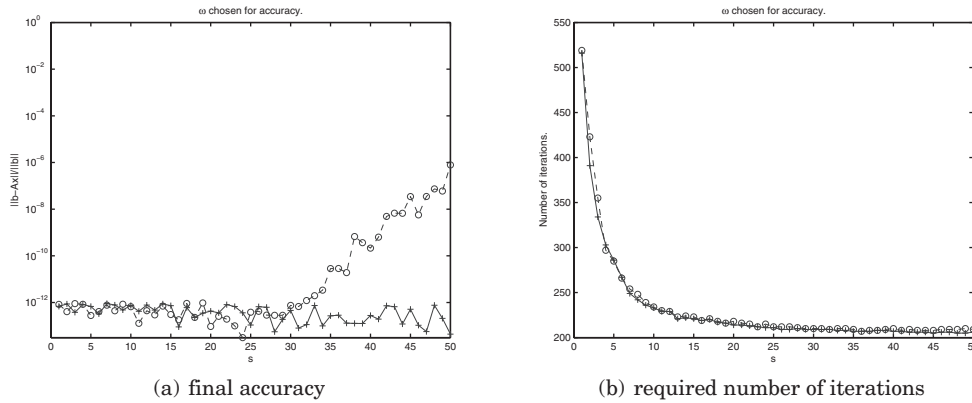 ω chosen for accuracy.
10^0
10^-2
10^-4
10^-6
10^-8
10^-10
10^-12
||b-Ax||/||b||
0 5 10 15 20 25 30 35 40 45 50
s
(a) final accuracy
ω chosen for accuracy.
550
500
450
400
350
300
250
200
Number of iterations.
0 5 10 15 20 25 30 35 40 45 50
s
(b) required number of iterations